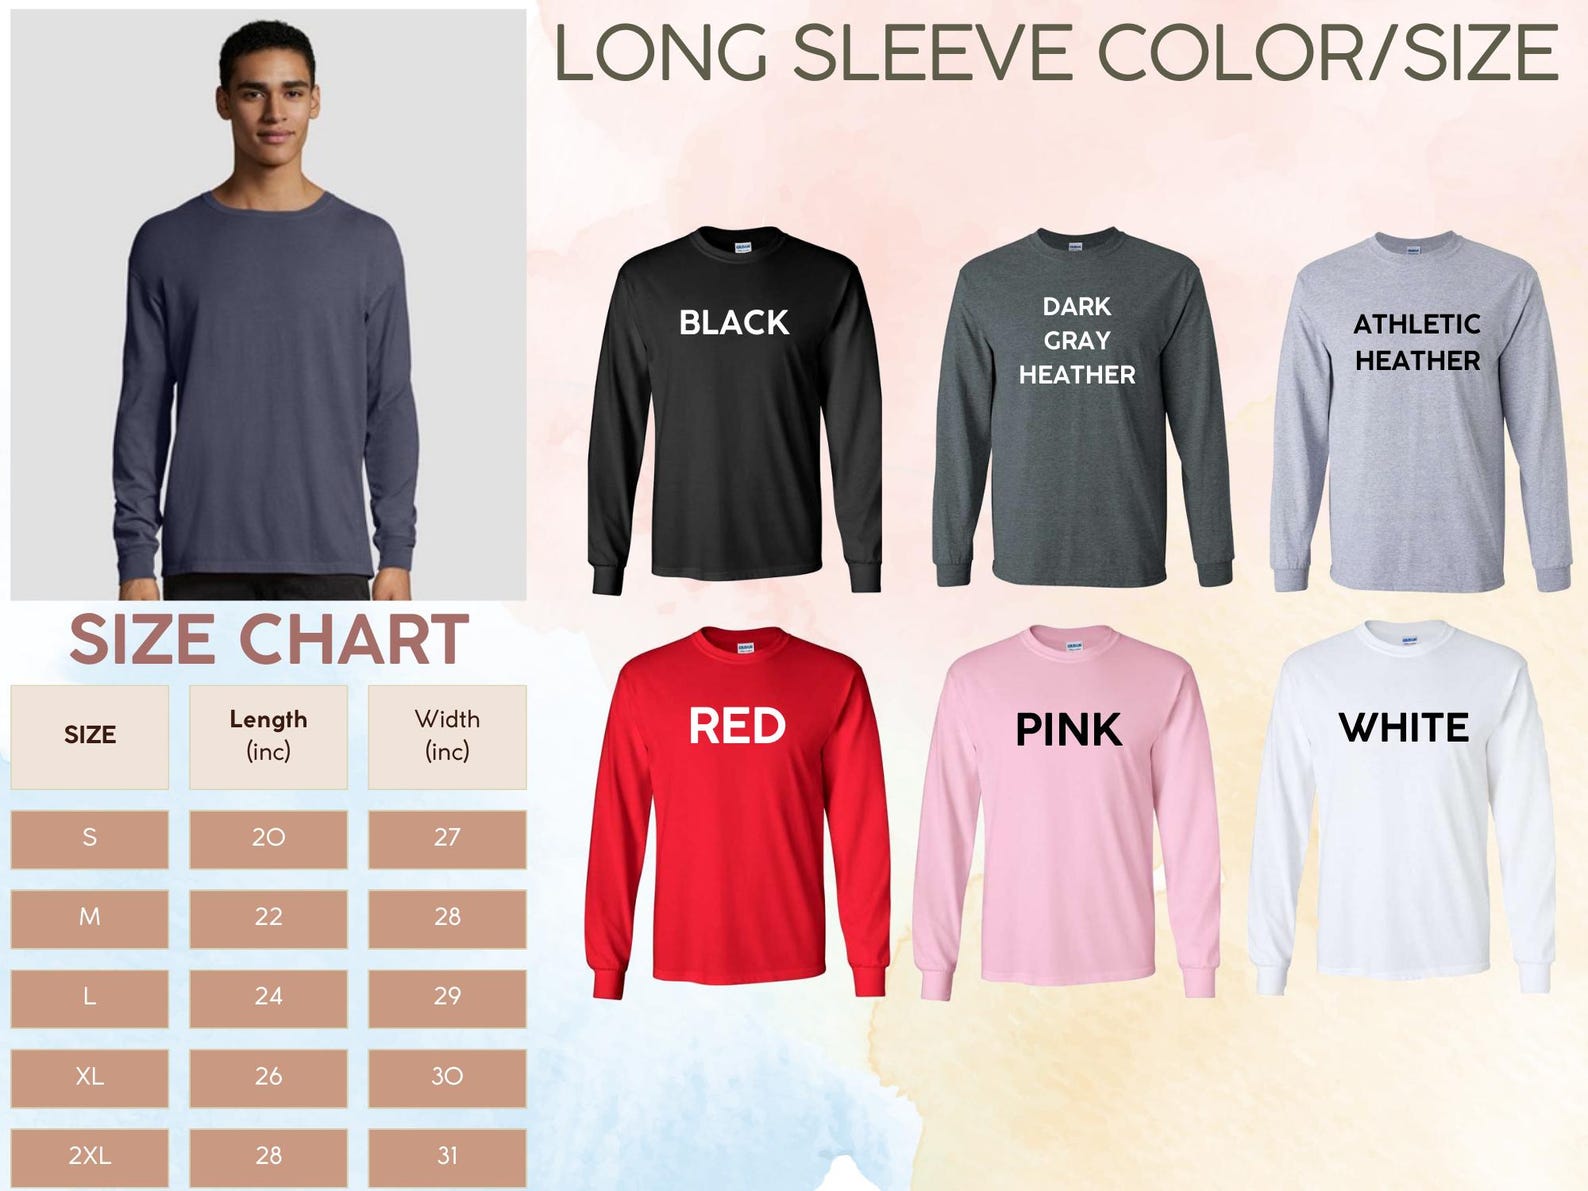 LONG SLEEVE COLOR/SIZE
BLACK
DARK
GRAY
HEATHER
ATHLETIC
HEATHER
RED
PINK
WHITE
SIZE CHART
SIZE
Length
(inc)
Width
(inc)
S
20
27
M
22
28
L
24
29
XL
26
30
2XL
28
31